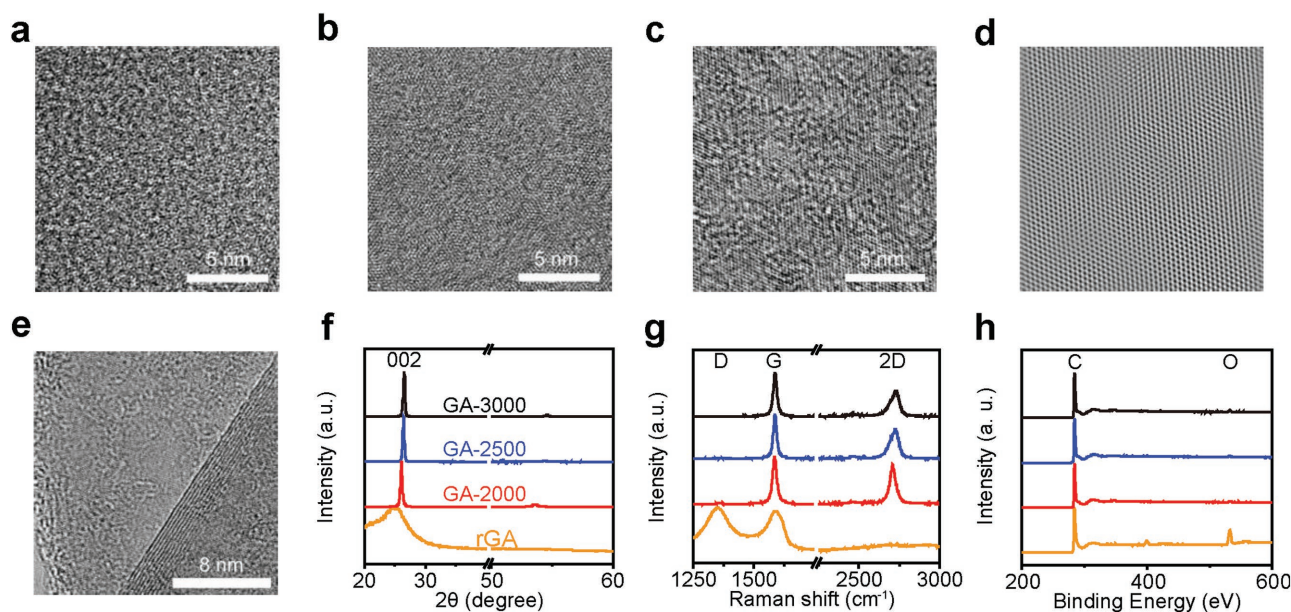 a
b
c
d
5 nm
5 nm
5 nm
e
f
g
h
8 nm
002
GA-3000
GA-2500
GA-2000
rGA
Intensity (a.u.)
20 30 50 60
2θ (degree)
D G 2D
Intensity (a.u.)
1250 1500 2500 2750 3000
Raman shift (cm⁻¹)
C O
Intensity (a. u.)
200 400 600
Binding Energy (eV)